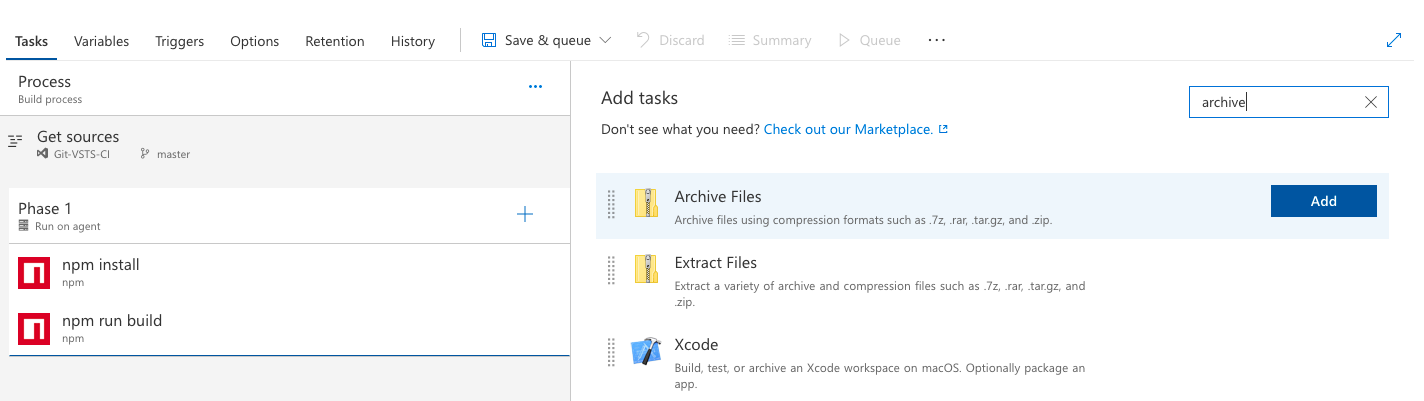 Tasks Variables Triggers Options Retention History Save & queue Discard Summary Queue ...
Process
Build process
Get sources
Git-VSTS-CI master
Phase 1
Run on agent
npm install
npm
npm run build
npm
Add tasks
archive
Don't see what you need? Check out our Marketplace.
Archive Files
Archive files using compression formats such as .7z, .rar, .tar.gz, and .zip.
Add
Extract Files
Extract a variety of archive and compression files such as .7z, .rar, .tar.gz, and
.zip.
Xcode
Build, test, or archive an Xcode workspace on macOS. Optionally package an
app.